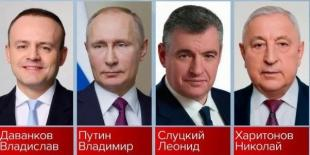 Даванков
Владислав
Путин
Владимир
Слуцкий
Леонид
Харитонов
Николай